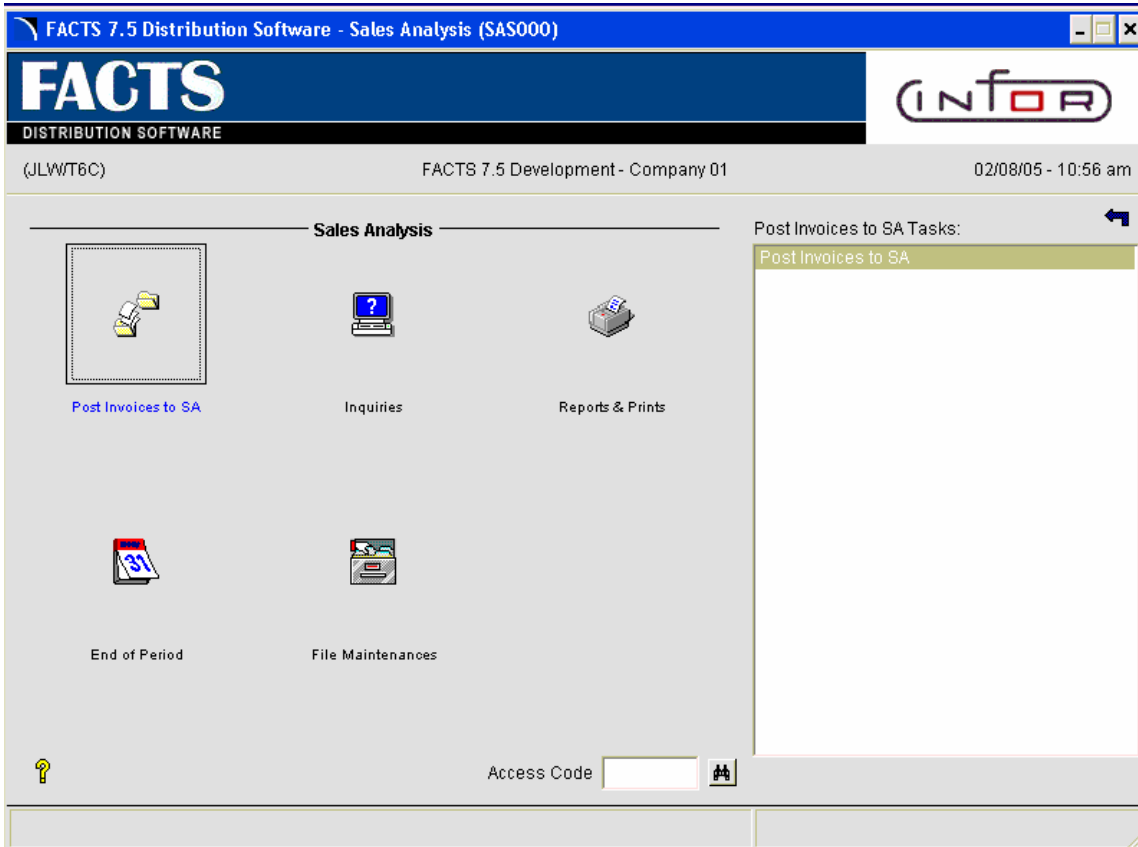 FACTS 7.5 Distribution Software - Sales Analysis (SAS000)
FACTS
DISTRIBUTION SOFTWARE
INFOR
(JLW/T6C) FACTS 7.5 Development - Company 01 02/08/05 - 10:56 am
Sales Analysis
Post Invoices to SA Tasks:
Post Invoices to SA
?
Post Invoices to SA Inquiries Reports & Prints
31
End of Period File Maintenances
?
Access Code